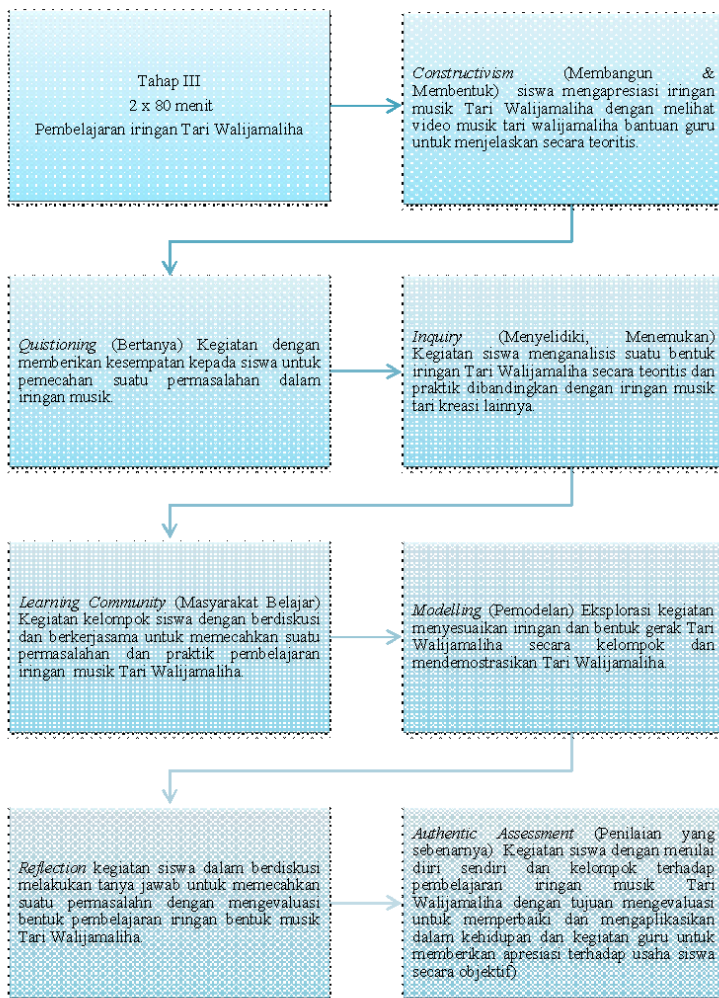 Tahap III
2 x 80 menit
Pembelajaran iringan Tari Walijamaliha
Constructivism (Membangun &
Membentuk) siswa mengapresiasi iringan
musik Tari Walijamaliha dengan melihat
video musik tari walijamaliha bantuan guru
untuk menjelaskan secara teoritis.
Quistioning (Bertanya) Kegiatan dengan
memberikan kesempatan kepada siswa untuk
pemecahan suatu permasalahan dalam
iringan musik.
Inquiry (Menyelidiki, Menemukan)
Kegiatan siswa menganalisis suatu bentuk
iringan Tari Walijamaliha secara teoritis dan
praktik dibandingkan dengan iringan musik
tari kreasi lainnya.
Learning Community (Masyarakat Belajar)
Kegiatan kelompok siswa dengan berdiskusi
dan berkerjasama untuk memecahkan suatu
permasalahan dan praktik pembelajaran
iringan musik Tari Walijamaliha.
Modelling (Pemodelan) Eksplorasi kegiatan
menyesuaikan iringan dan bentuk gerak Tari
Walijamaliha secara kelompok dan
mendemostrasikan Tari Walijamaliha.
Reflection kegiatan siswa dalam berdiskusi
melakukan tanya jawab untuk memecahkan
suatu permasalahn dengan mengevaluasi
bentuk pembelajaran iringan bentuk musik
Tari Walijamaliha.
Authentic Assessment (Penilaian yang
sebenarnya) Kegiatan siswa dengan menilai
diiri sendiri dan kelompok terhadap
pembelajaran iringan musik Tari
Walijamaliha dengan tujuan mengevaluasi
untuk memperbaiki dan mengaplikasikan
dalam kehidupan dan kegiatan guru untuk
memberikan apresiasi terhadap usaha siswa
secara objektif)